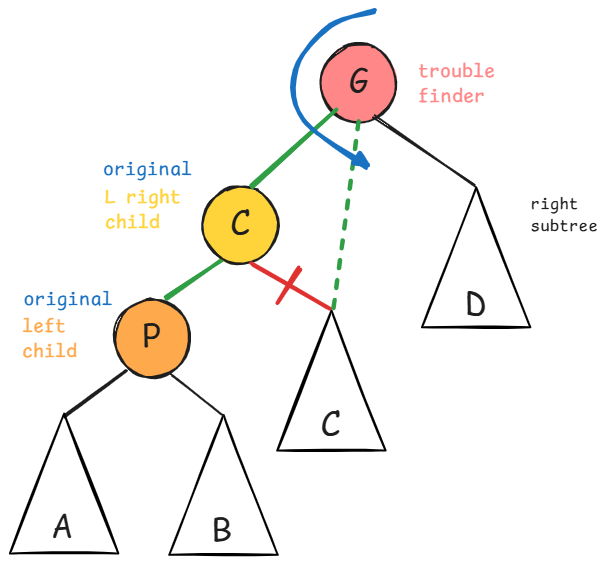 G
trouble
finder
original
L right
child
C
right
subtree
original
left
child
P
D
C
A
B